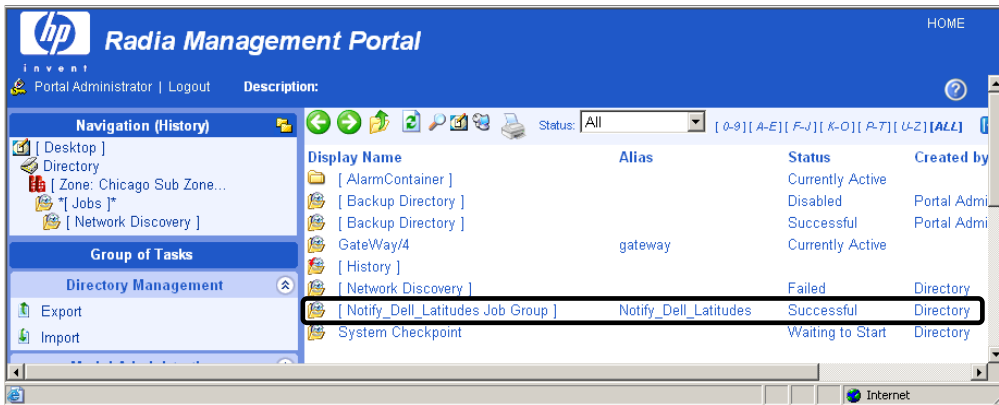 HOME
hp
Radia Management Portal
invent
Portal Administrator | Logout Description:
Navigation (History)
Status: All [ 0-9][ A-E][ F-J][ K-O][ P-T][ U-Z][ALL]
[ Desktop ]
Directory
[ Zone: Chicago Sub Zone...
*[ Jobs ]*
[ Network Discovery ]
Group of Tasks
Directory Management
Export
Import
Display Name Alias Status Created by
[ AlarmContainer ] Currently Active
[ Backup Directory ] Disabled Portal Admi
[ Backup Directory ] Successful Portal Admi
GateWay/4 gateway Currently Active
[ History ]
[ Network Discovery ] Failed Directory
[ Notify_Dell_Latitudes Job Group ] Notify_Dell_Latitudes Successful Directory
System Checkpoint Waiting to Start Directory
Internet